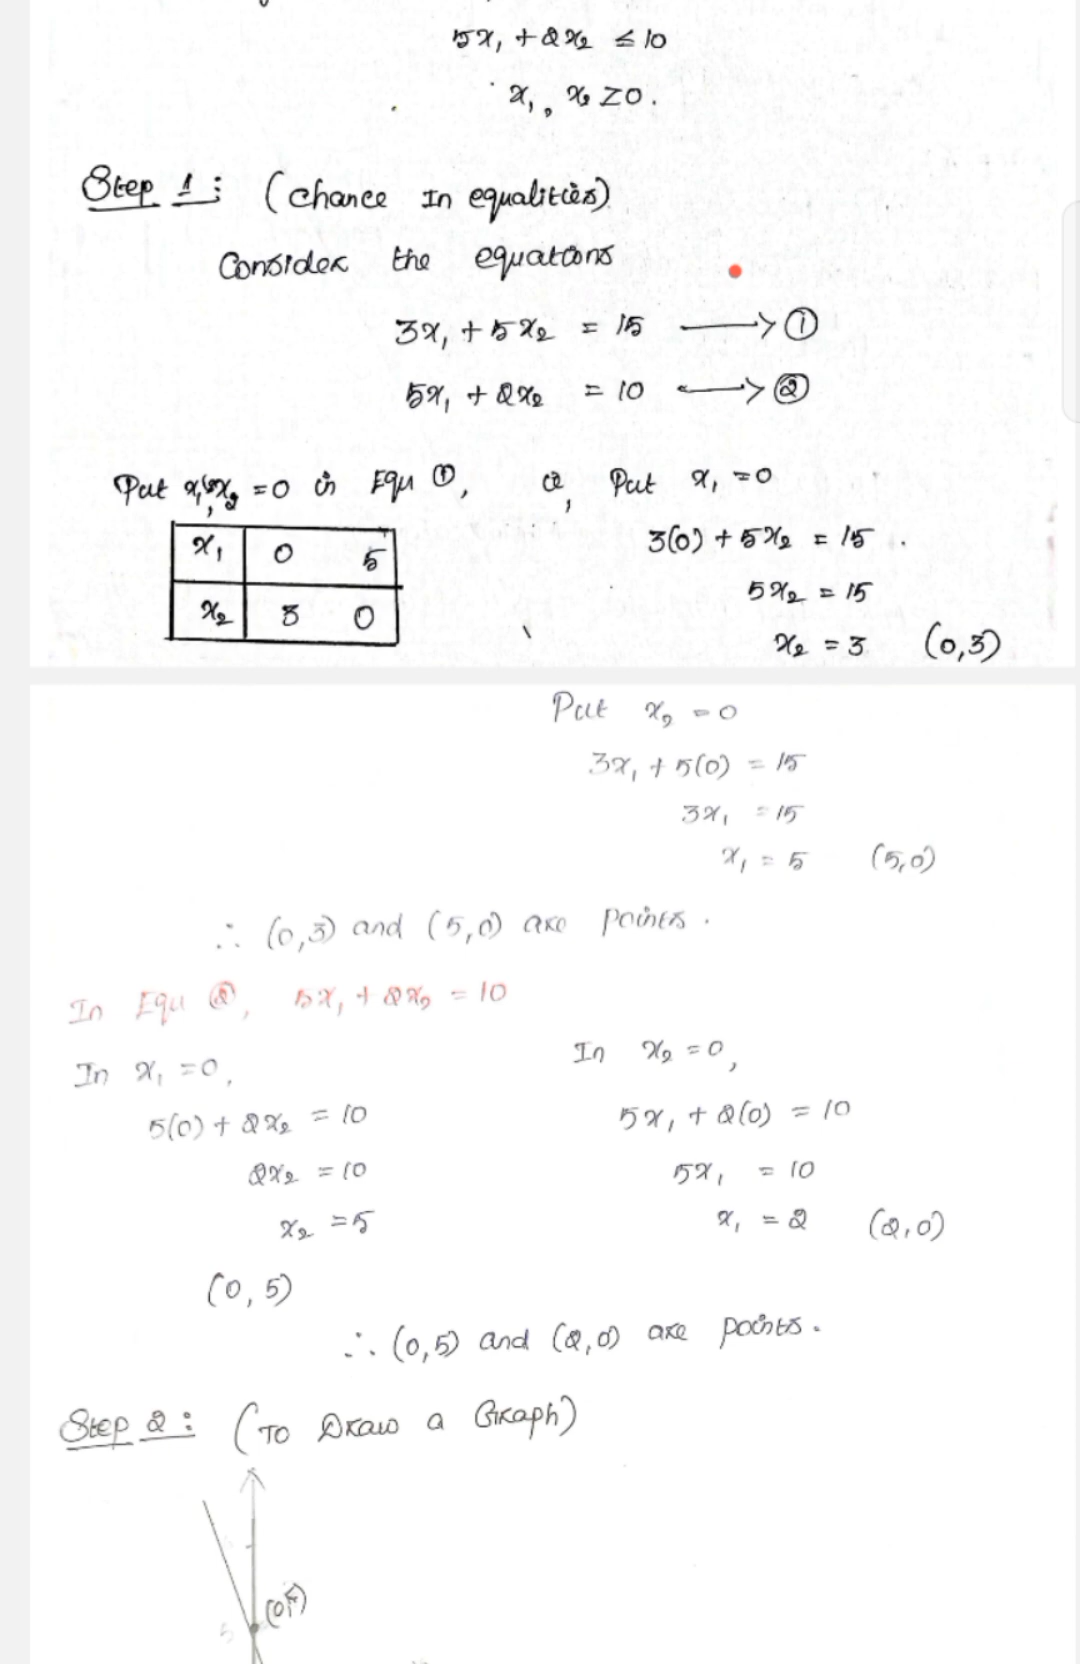 5x₁ + 2x₂ ≤ 10
x₁, x₂ ≥ 0.
Step 1: (Chance In equalities)
Consider the equations
3x₁ + 5x₂ = 15 → ①
5x₁ + 2x₂ = 10 → ②
Put x₁, x₂ = 0 in Equ ①, Put x₁ = 0
3(0) + 5x₂ = 15.
x₁ 0 5
5x₂ = 15
x₂ 3 0
x₂ = 3 (0,3)
Put x₂ = 0
3x₁ + 5(0) = 15
3x₁ = 15
x₁ = 5 (5,0)
∴ (0,3) and (5,0) are points.
In Equ ②, 5x₁ + 2x₂ = 10
In x₁ = 0,
5(0) + 2x₂ = 10
2x₂ = 10
x₂ = 5
(0, 5)
In x₂ = 0,
5x₁ + 2(0) = 10
5x₁ = 10
x₁ = 2 (2,0)
∴ (0,5) and (2,0) are points.
Step 2: (To Draw a Graph)
(0,5)
5